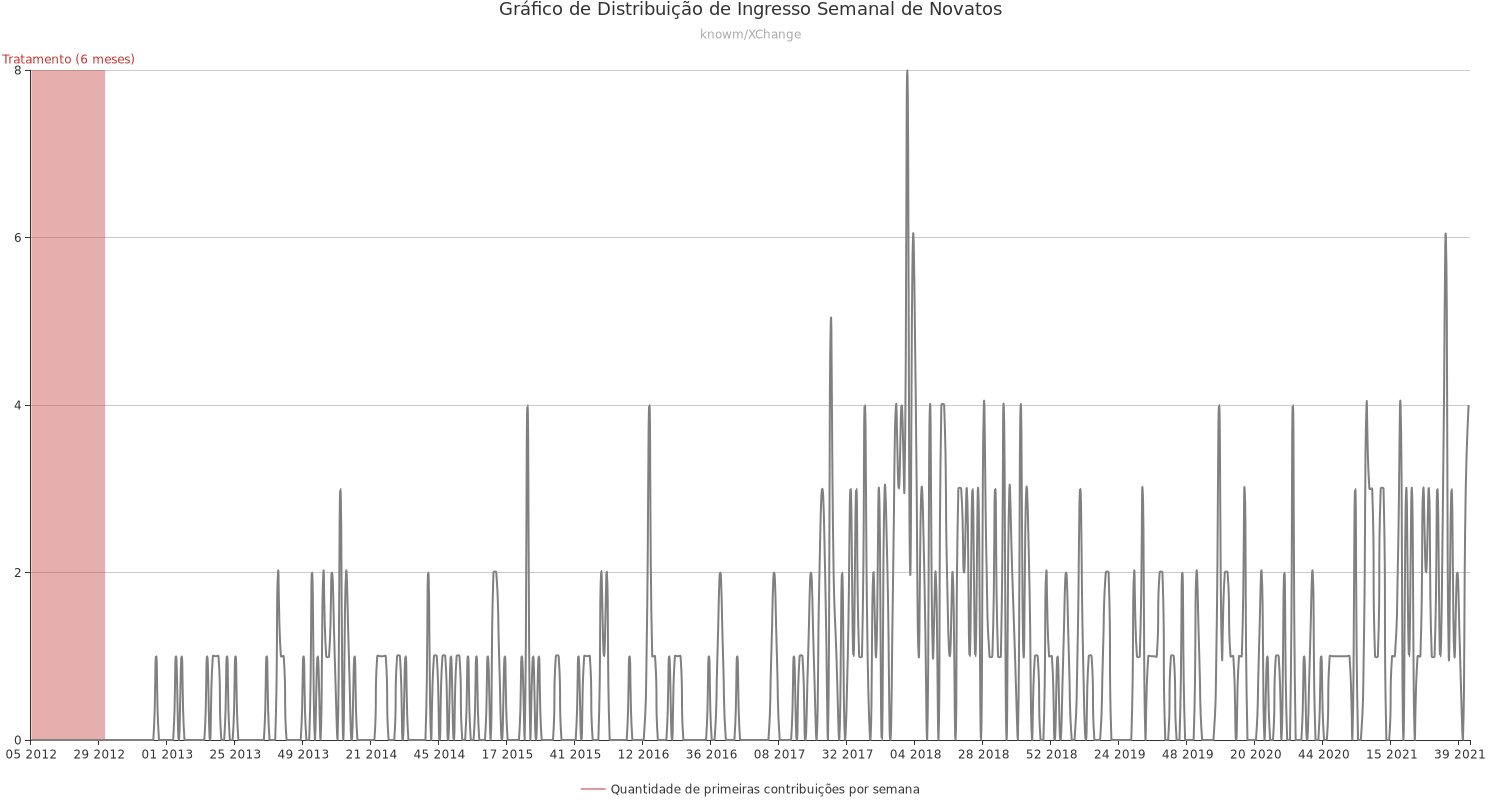 Gráfico de Distribuição de Ingresso Semanal de Novatos
knowm/XChange
Tratamento (6 meses)
8
6
4
2
0
05 2012 29 2012 01 2013 25 2013 49 2013 21 2014 45 2014 17 2015 41 2015 12 2016 36 2016 08 2017 32 2017 04 2018 28 2018 52 2018 24 2019 48 2019 20 2020 44 2020 15 2021 39 2021
Quantidade de primeiras contribuições por semana